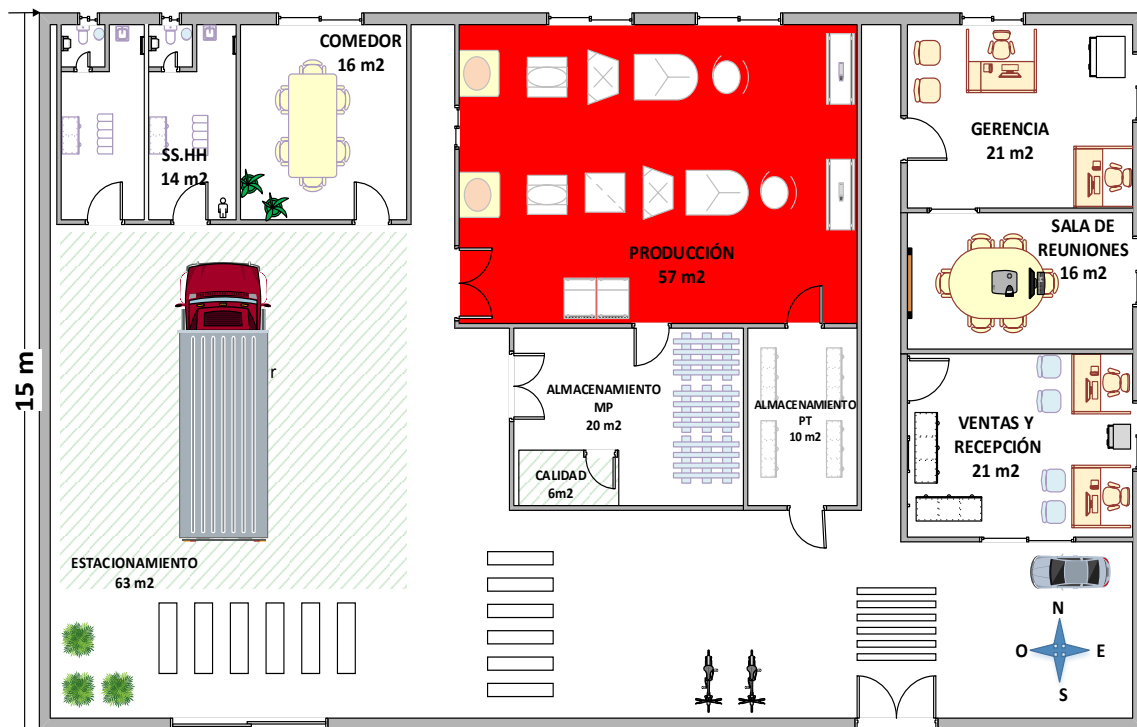 COMEDOR
16 m2
SS.HH
14 m2
PRODUCCIÓN
57 m2
GERENCIA
21 m2
SALA DE
REUNIONES
16 m2
15 m
r
ALMACENAMIENTO
MP
20 m2
ALMACENAMIENTO
PT
10 m2
VENTAS Y
RECEPCIÓN
21 m2
CALIDAD
6m2
ESTACIONAMIENTO
63 m2
N
O
E
S